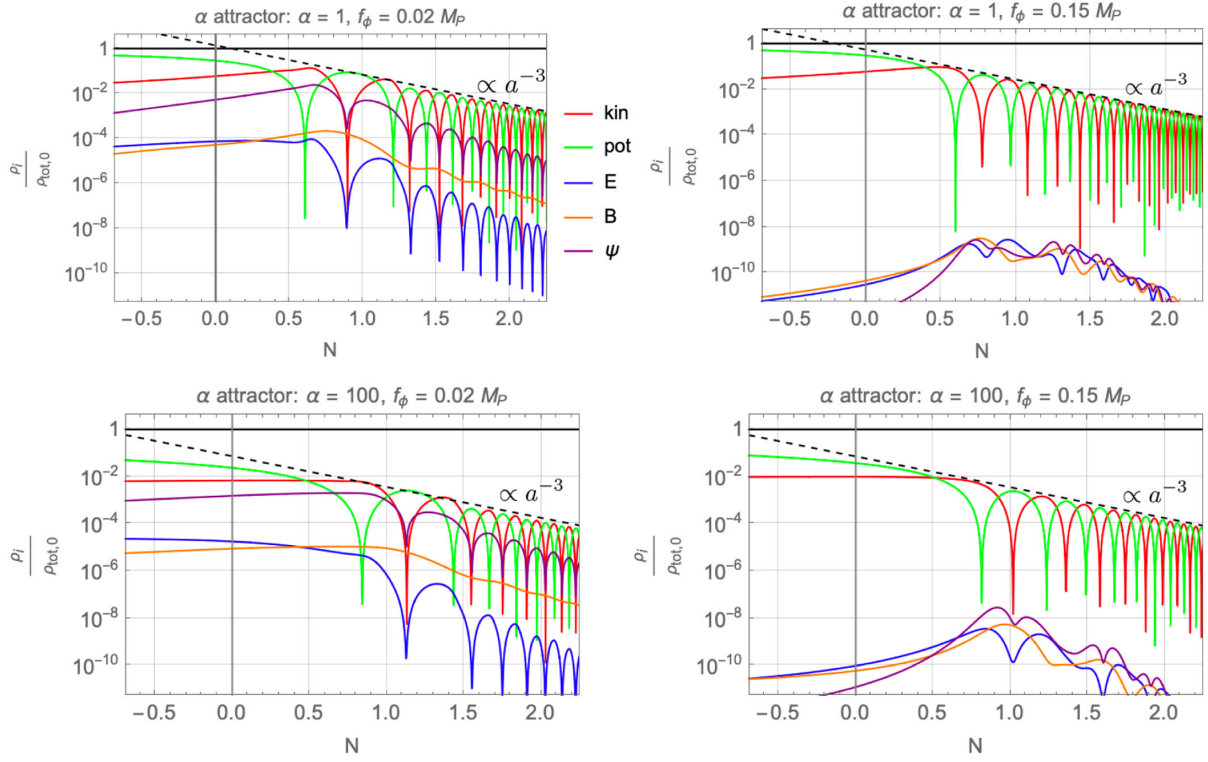 α attractor: α = 1, f_ϕ = 0.02 M_P
1
10^-2
10^-4
10^-6
10^-8
10^-10
ρ_i
ρ_tot,0
∝ a^-3
-0.5
0.0
0.5
1.0
1.5
2.0
N
kin
pot
E
B
ψ
α attractor: α = 1, f_ϕ = 0.15 M_P
1
10^-2
10^-4
10^-6
10^-8
10^-10
ρ_i
ρ_tot,0
∝ a^-3
-0.5
0.0
0.5
1.0
1.5
2.0
N
α attractor: α = 100, f_ϕ = 0.02 M_P
1
10^-2
10^-4
10^-6
10^-8
10^-10
ρ_i
ρ_tot,0
∝ a^-3
-0.5
0.0
0.5
1.0
1.5
2.0
N
α attractor: α = 100, f_ϕ = 0.15 M_P
1
10^-2
10^-4
10^-6
10^-8
10^-10
ρ_i
ρ_tot,0
∝ a^-3
-0.5
0.0
0.5
1.0
1.5
2.0
N